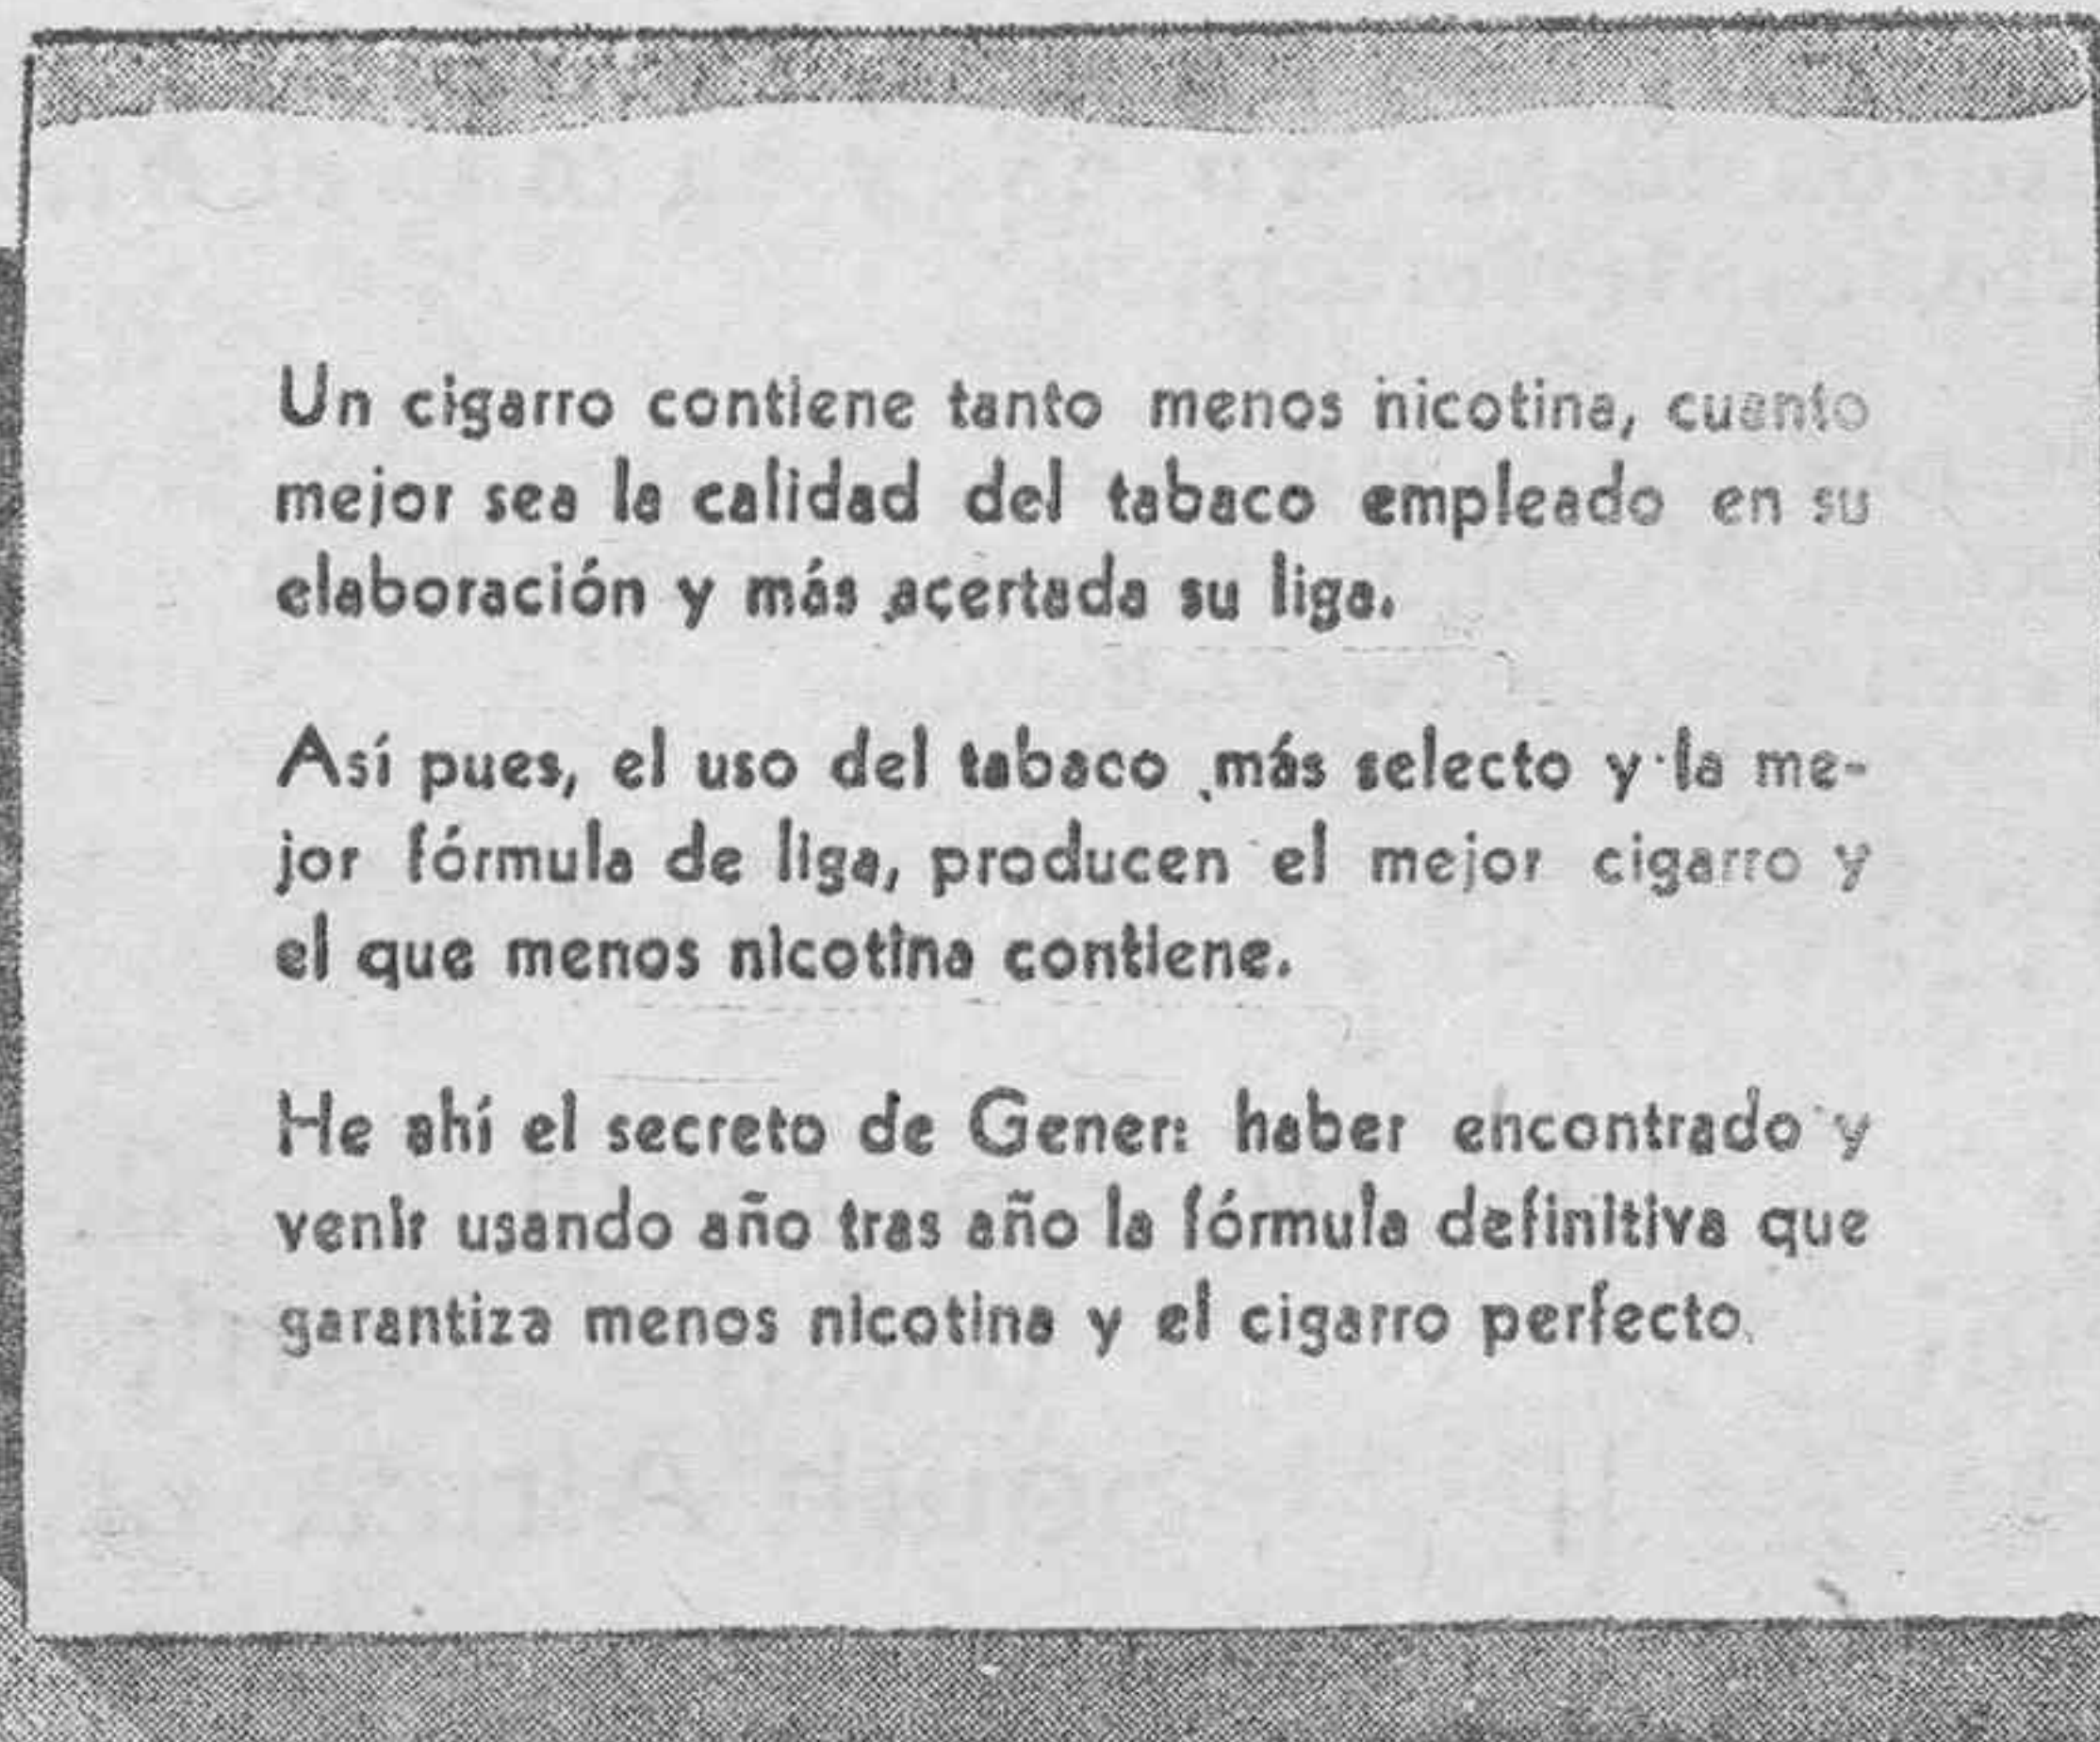 Un cigarro contiene tanto menos nicotina, cuanto
mejor sea la calidad del tabaco empleado en su
elaboración y más acertada su liga.
Así pues, el uso del tabaco más selecto y la me-
jor fórmula de liga, producen el mejor cigarro y
el que menos nicotina contiene.
He ahí el secreto de Gener: haber encontrado y
venir usando año tras año la fórmula definitiva que
garantiza menos nicotina y el cigarro perfecto.